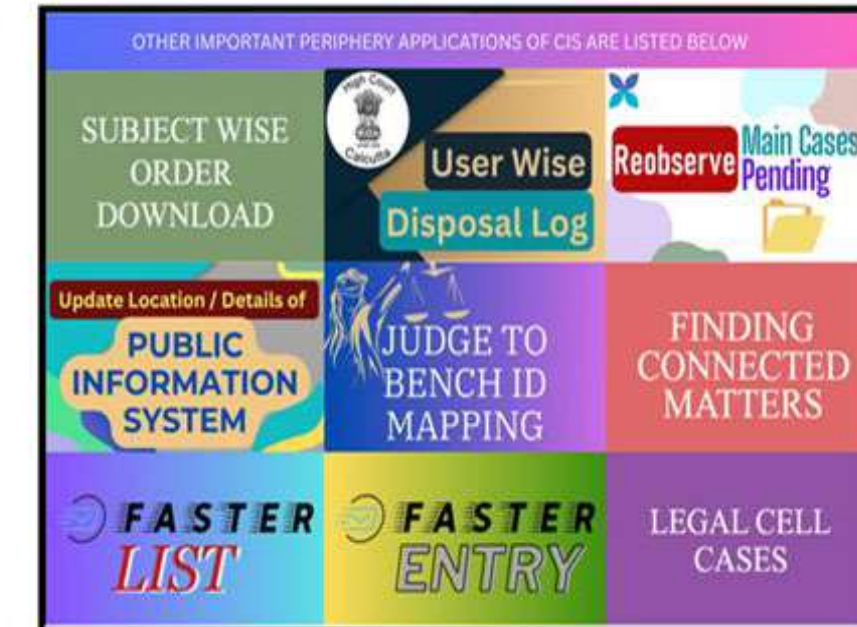 OTHER IMPORTANT PERIPHERY APPLICATIONS OF CIS ARE LISTED BELOW
SUBJECT WISE
ORDER
DOWNLOAD
High Court
Calcutta
User Wise
Disposal Log
Reobserve
Main Cases
Pending
Update Location / Details of
PUBLIC
INFORMATION
SYSTEM
JUDGE TO
BENCH ID
MAPPING
FINDING
CONNECTED
MATTERS
FASTER
LIST
FASTER
ENTRY
LEGAL CELL
CASES